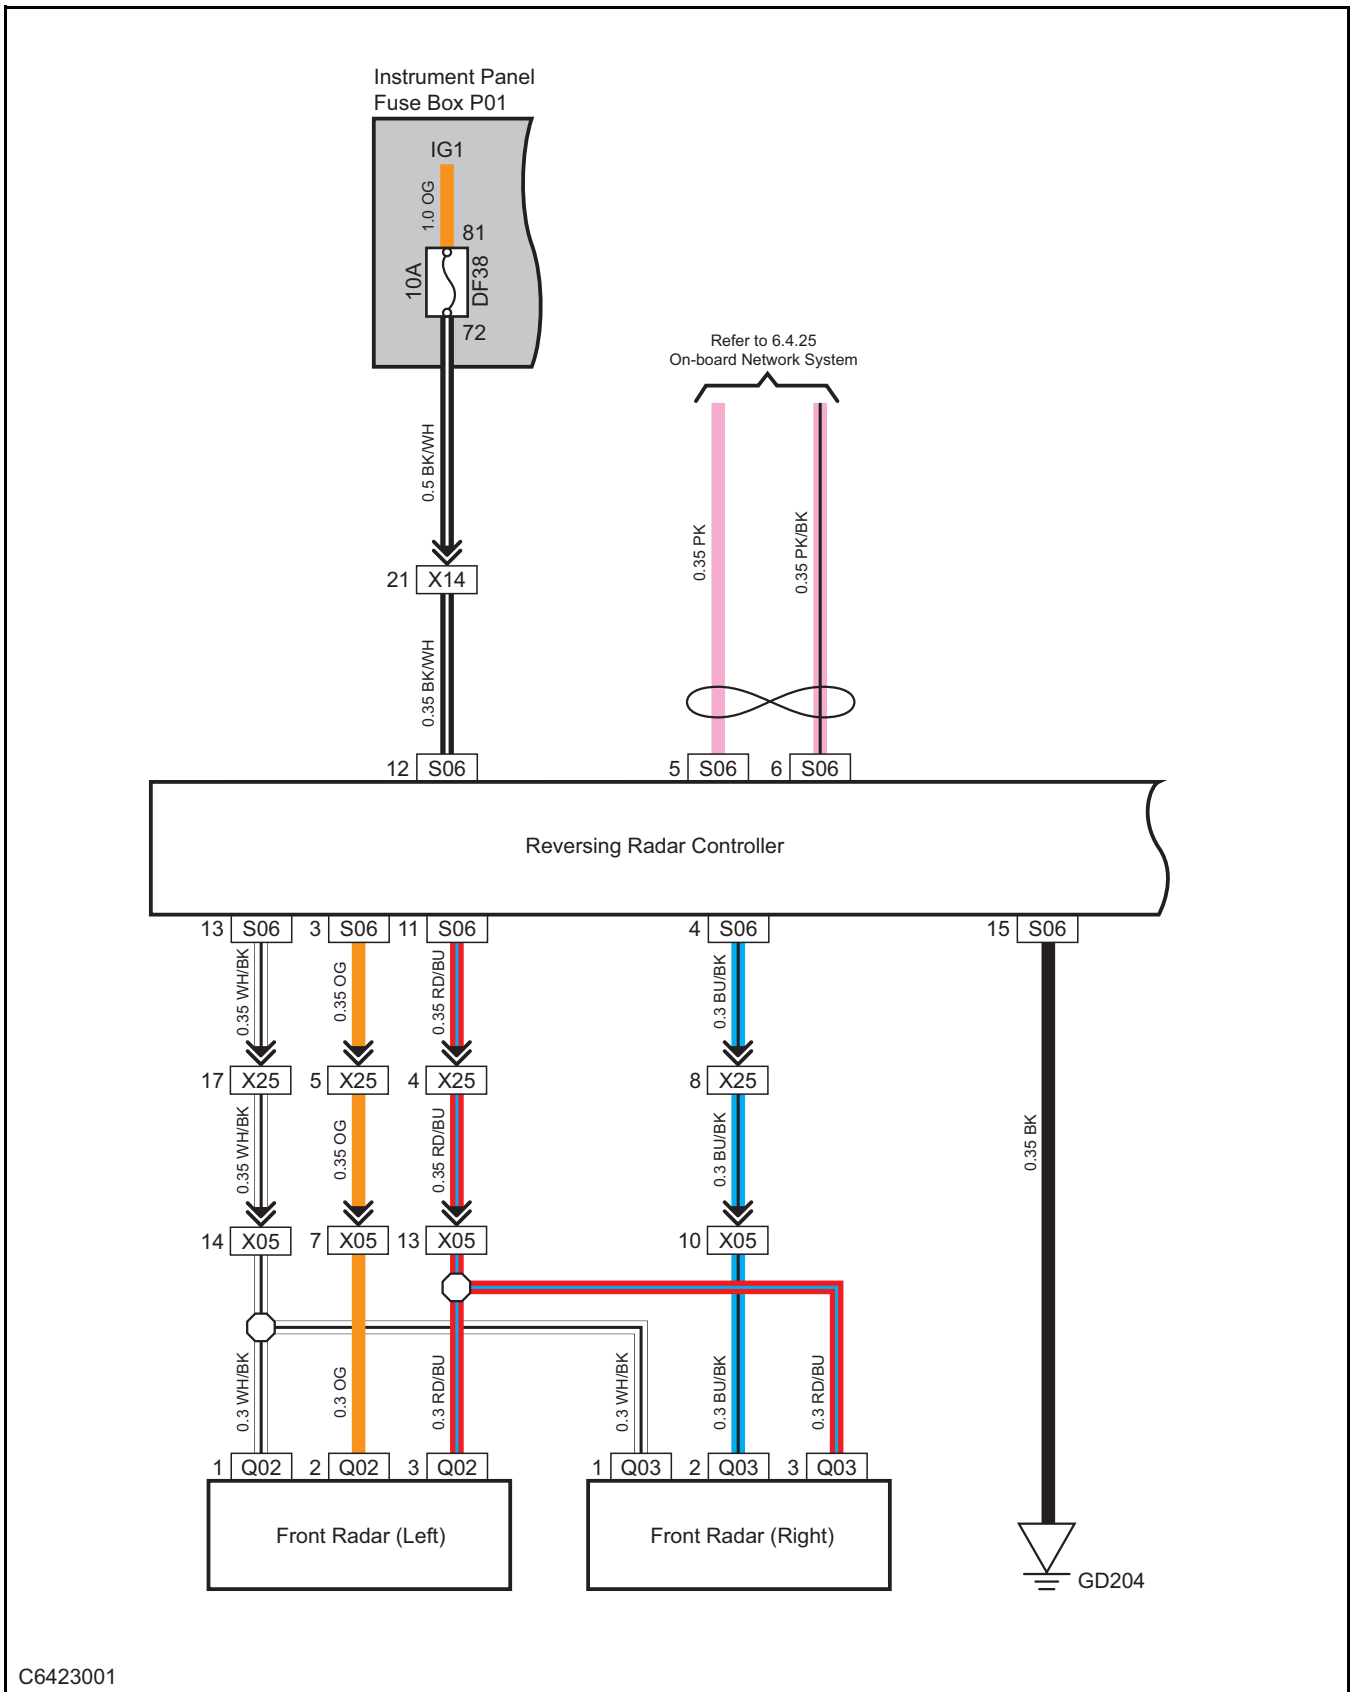 Instrument Panel
Fuse Box P01
IG1
1.0 OG
81
10A
DF38
72
Refer to 6.4.25
On-board Network System
0.5 BK/WH
0.35 PK
0.35 PK/BK
21 X14
0.35 BK/WH
12 S06
5 S06
6 S06
Reversing Radar Controller
13 S06
3 S06
11 S06
4 S06
15 S06
0.35 WH/BK
0.35 OG
0.35 RD/BU
0.3 BU/BK
17 X25
5 X25
4 X25
8 X25
0.35 WH/BK
0.35 OG
0.35 RD/BU
0.3 BU/BK
0.35 BK
14 X05
7 X05
13 X05
10 X05
0.3 WH/BK
0.3 OG
0.3 RD/BU
0.3 WH/BK
0.3 BU/BK
0.3 RD/BU
1 Q02
2 Q02
3 Q02
1 Q03
2 Q03
3 Q03
Front Radar (Left)
Front Radar (Right)
GD204
C6423001